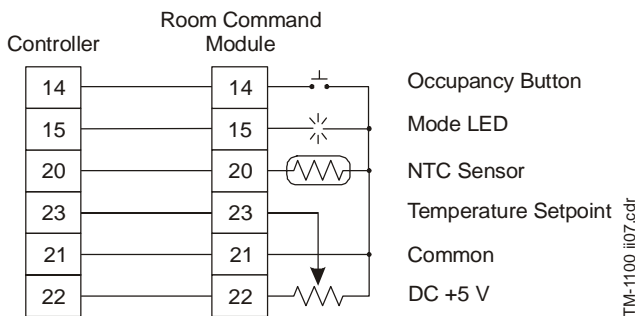 Room Command
Controller Module
14 14 Occupancy Button
15 15 Mode LED
20 20 NTC Sensor
23 23 Temperature Setpoint
21 21 Common
22 22 DC +5 V
TM-1100 ii07.cdr